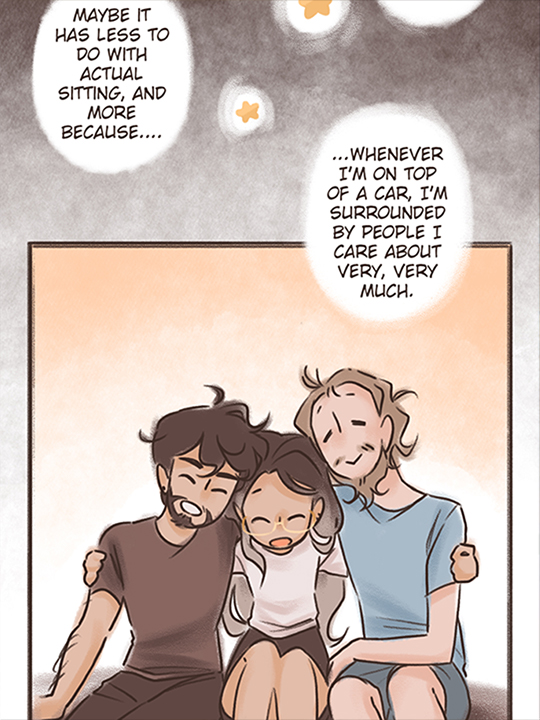 MAYBE IT
HAS LESS TO
DO WITH
ACTUAL
SITTING, AND
MORE
BECAUSE....
...WHENEVER
I'M ON TOP
OF A CAR, I'M
SURROUNDED
BY PEOPLE I
CARE ABOUT
VERY, VERY
MUCH.